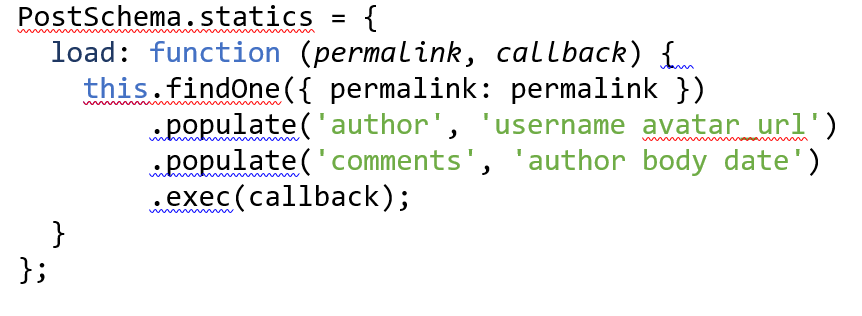 PostSchema.statics = {
  load: function (permalink, callback) {
    this.findOne({ permalink: permalink })
        .populate('author', 'username avatar_url')
        .populate('comments', 'author body date')
        .exec(callback);
  }
};